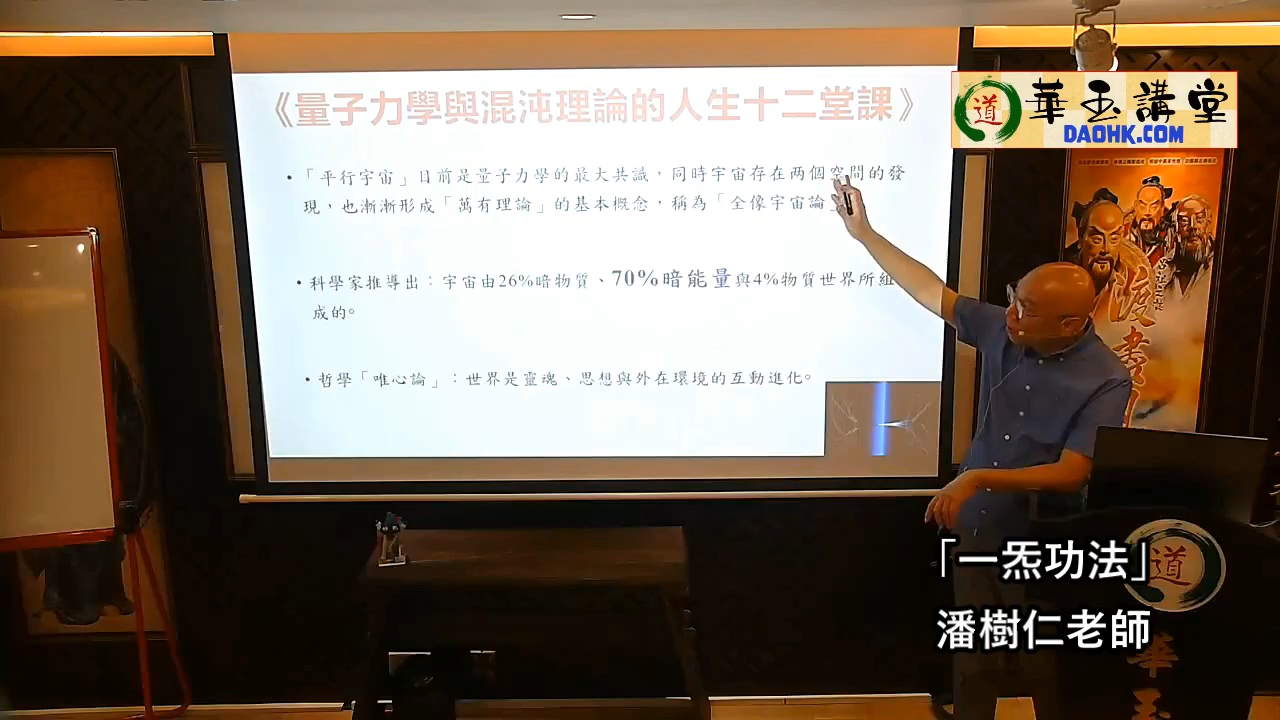 《量子力學與混沌理論的人生十二堂課》
•「平行宇宙」目前是量子力學的最大共識，同時宇宙存在两個空間的發
現，也漸漸形成「萬有理論」的基本概念，稱為「全像宇宙論」
•科學家推導出：宇宙由26%暗物質、70%暗能量與4%物質世界所組
成的。
•哲學「唯心論」：世界是靈魂、思想與外在環境的互動進化。
道 華玉講堂
DAOHK.COM
渡
「一炁功法」
潘樹仁老師
道
華
玉